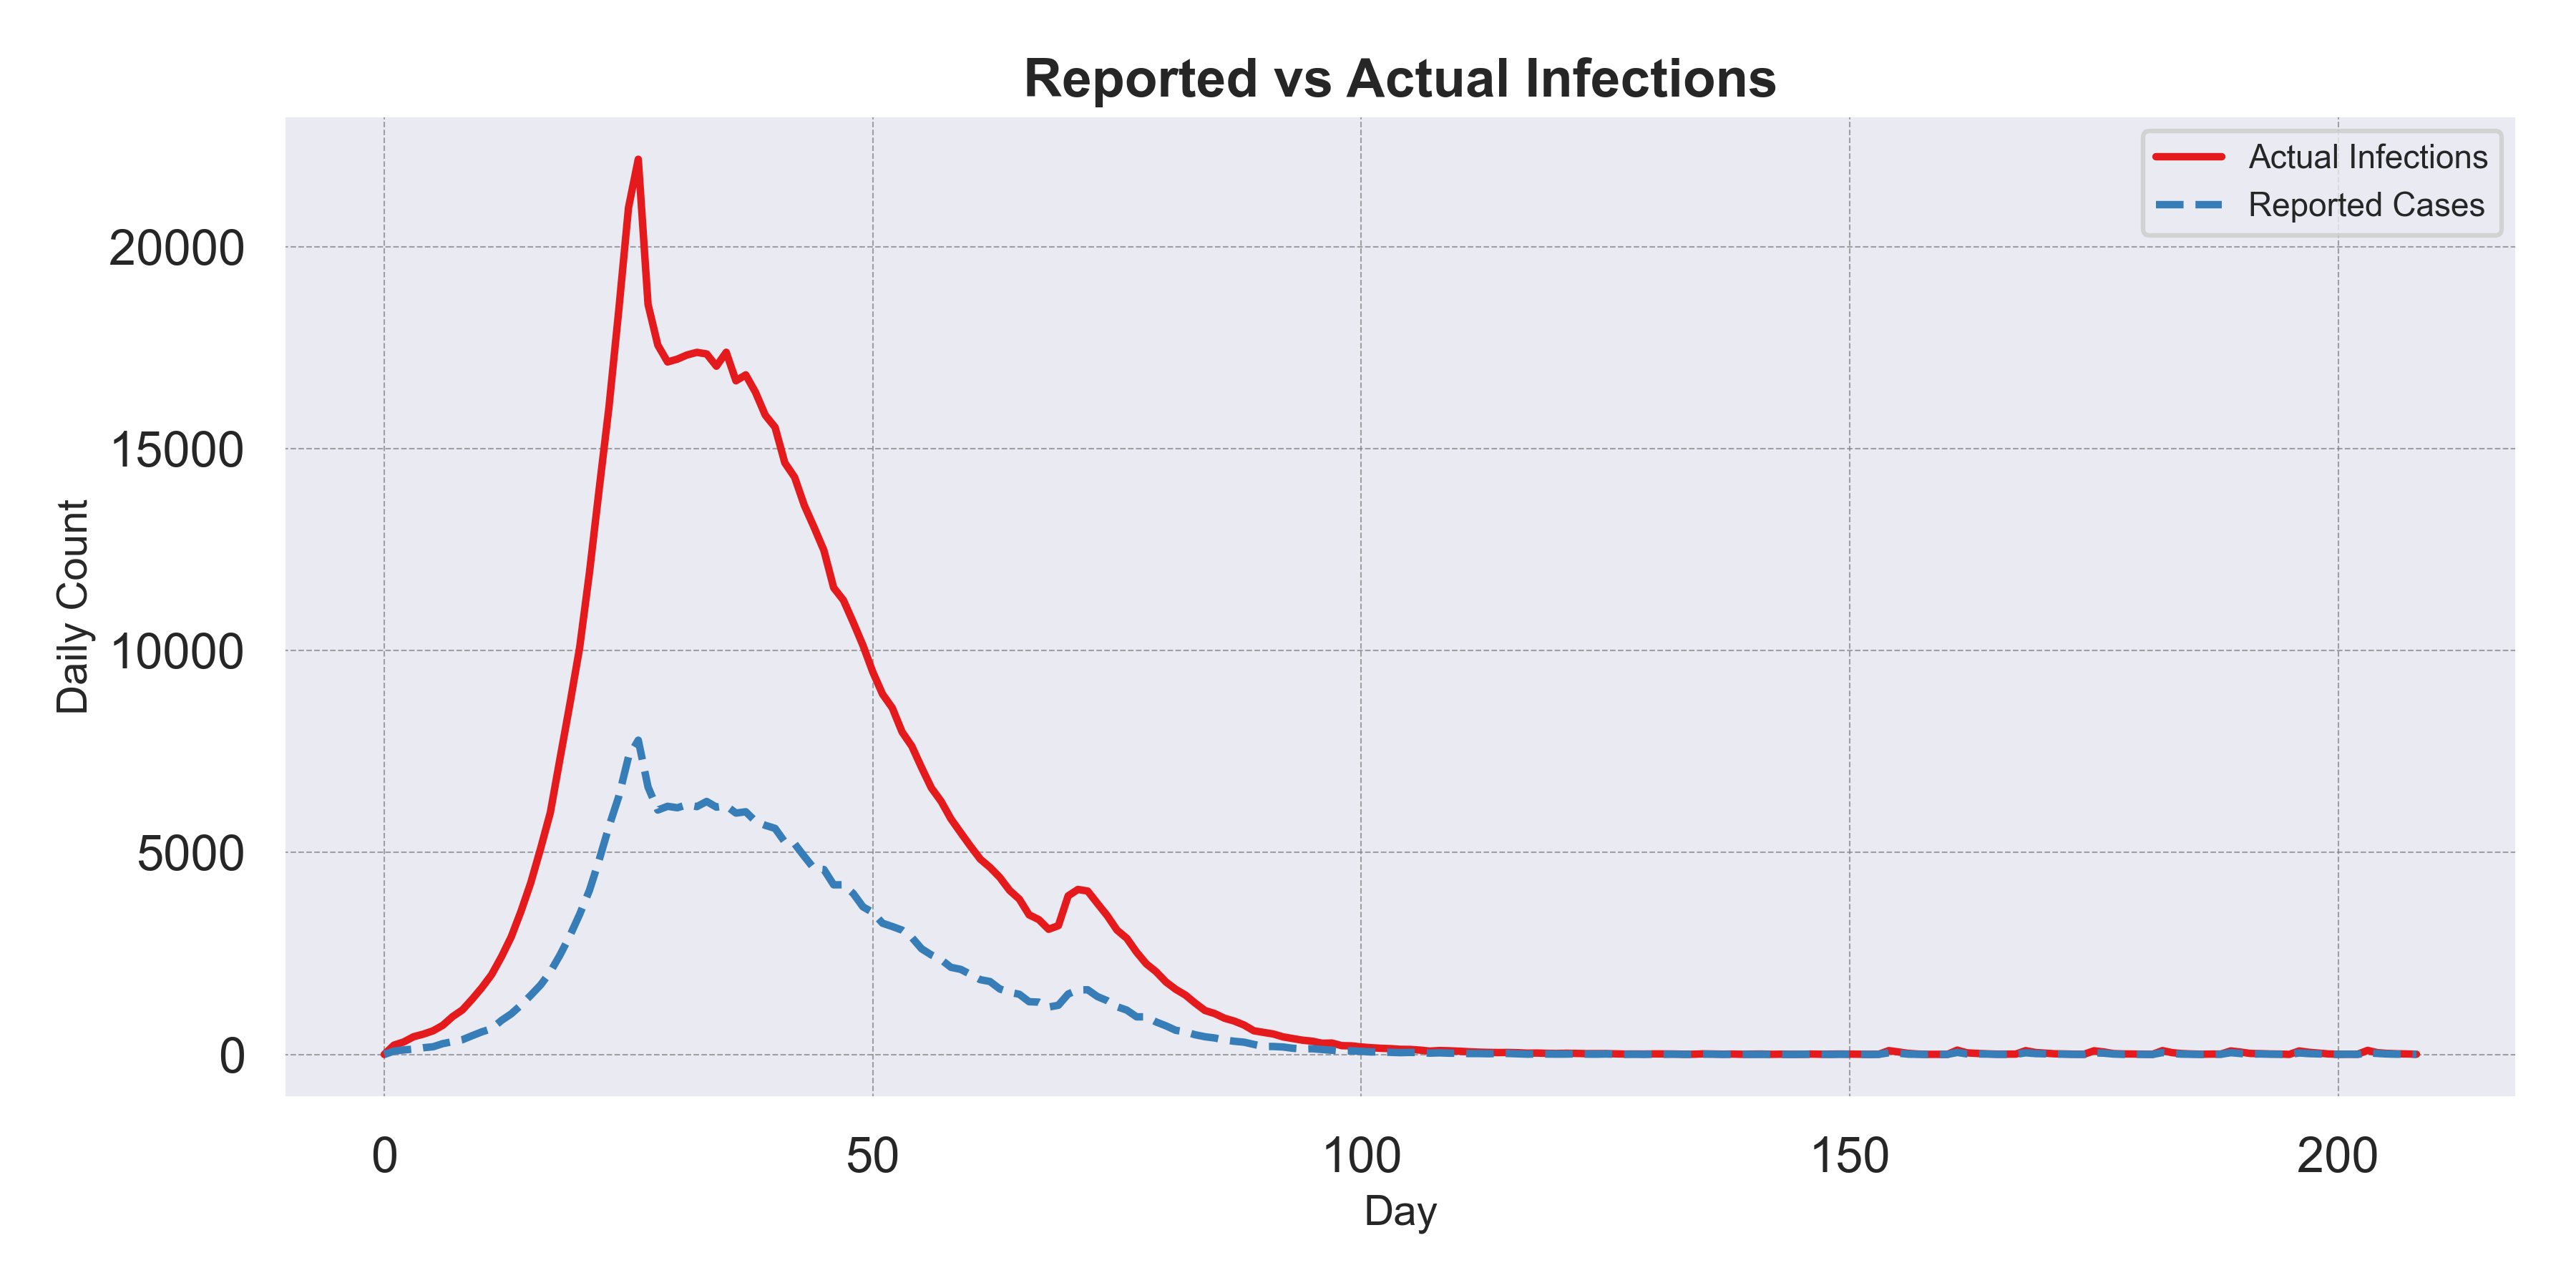 Reported vs Actual Infections
Actual Infections
Reported Cases
Daily Count
20000
15000
10000
5000
0
0 50 100 150 200
Day